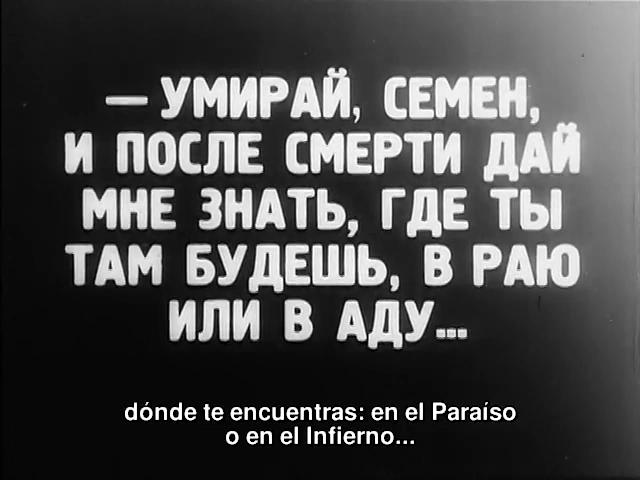 — УМИРАЙ, СЕМЕН,
И ПОСЛЕ СМЕРТИ ДАЙ
МНЕ ЗНАТЬ, ГДЕ ТЫ
ТАМ БУДЕШЬ, В РАЮ
ИЛИ В АДУ...
dónde te encuentras: en el Paraíso
o en el Infierno...